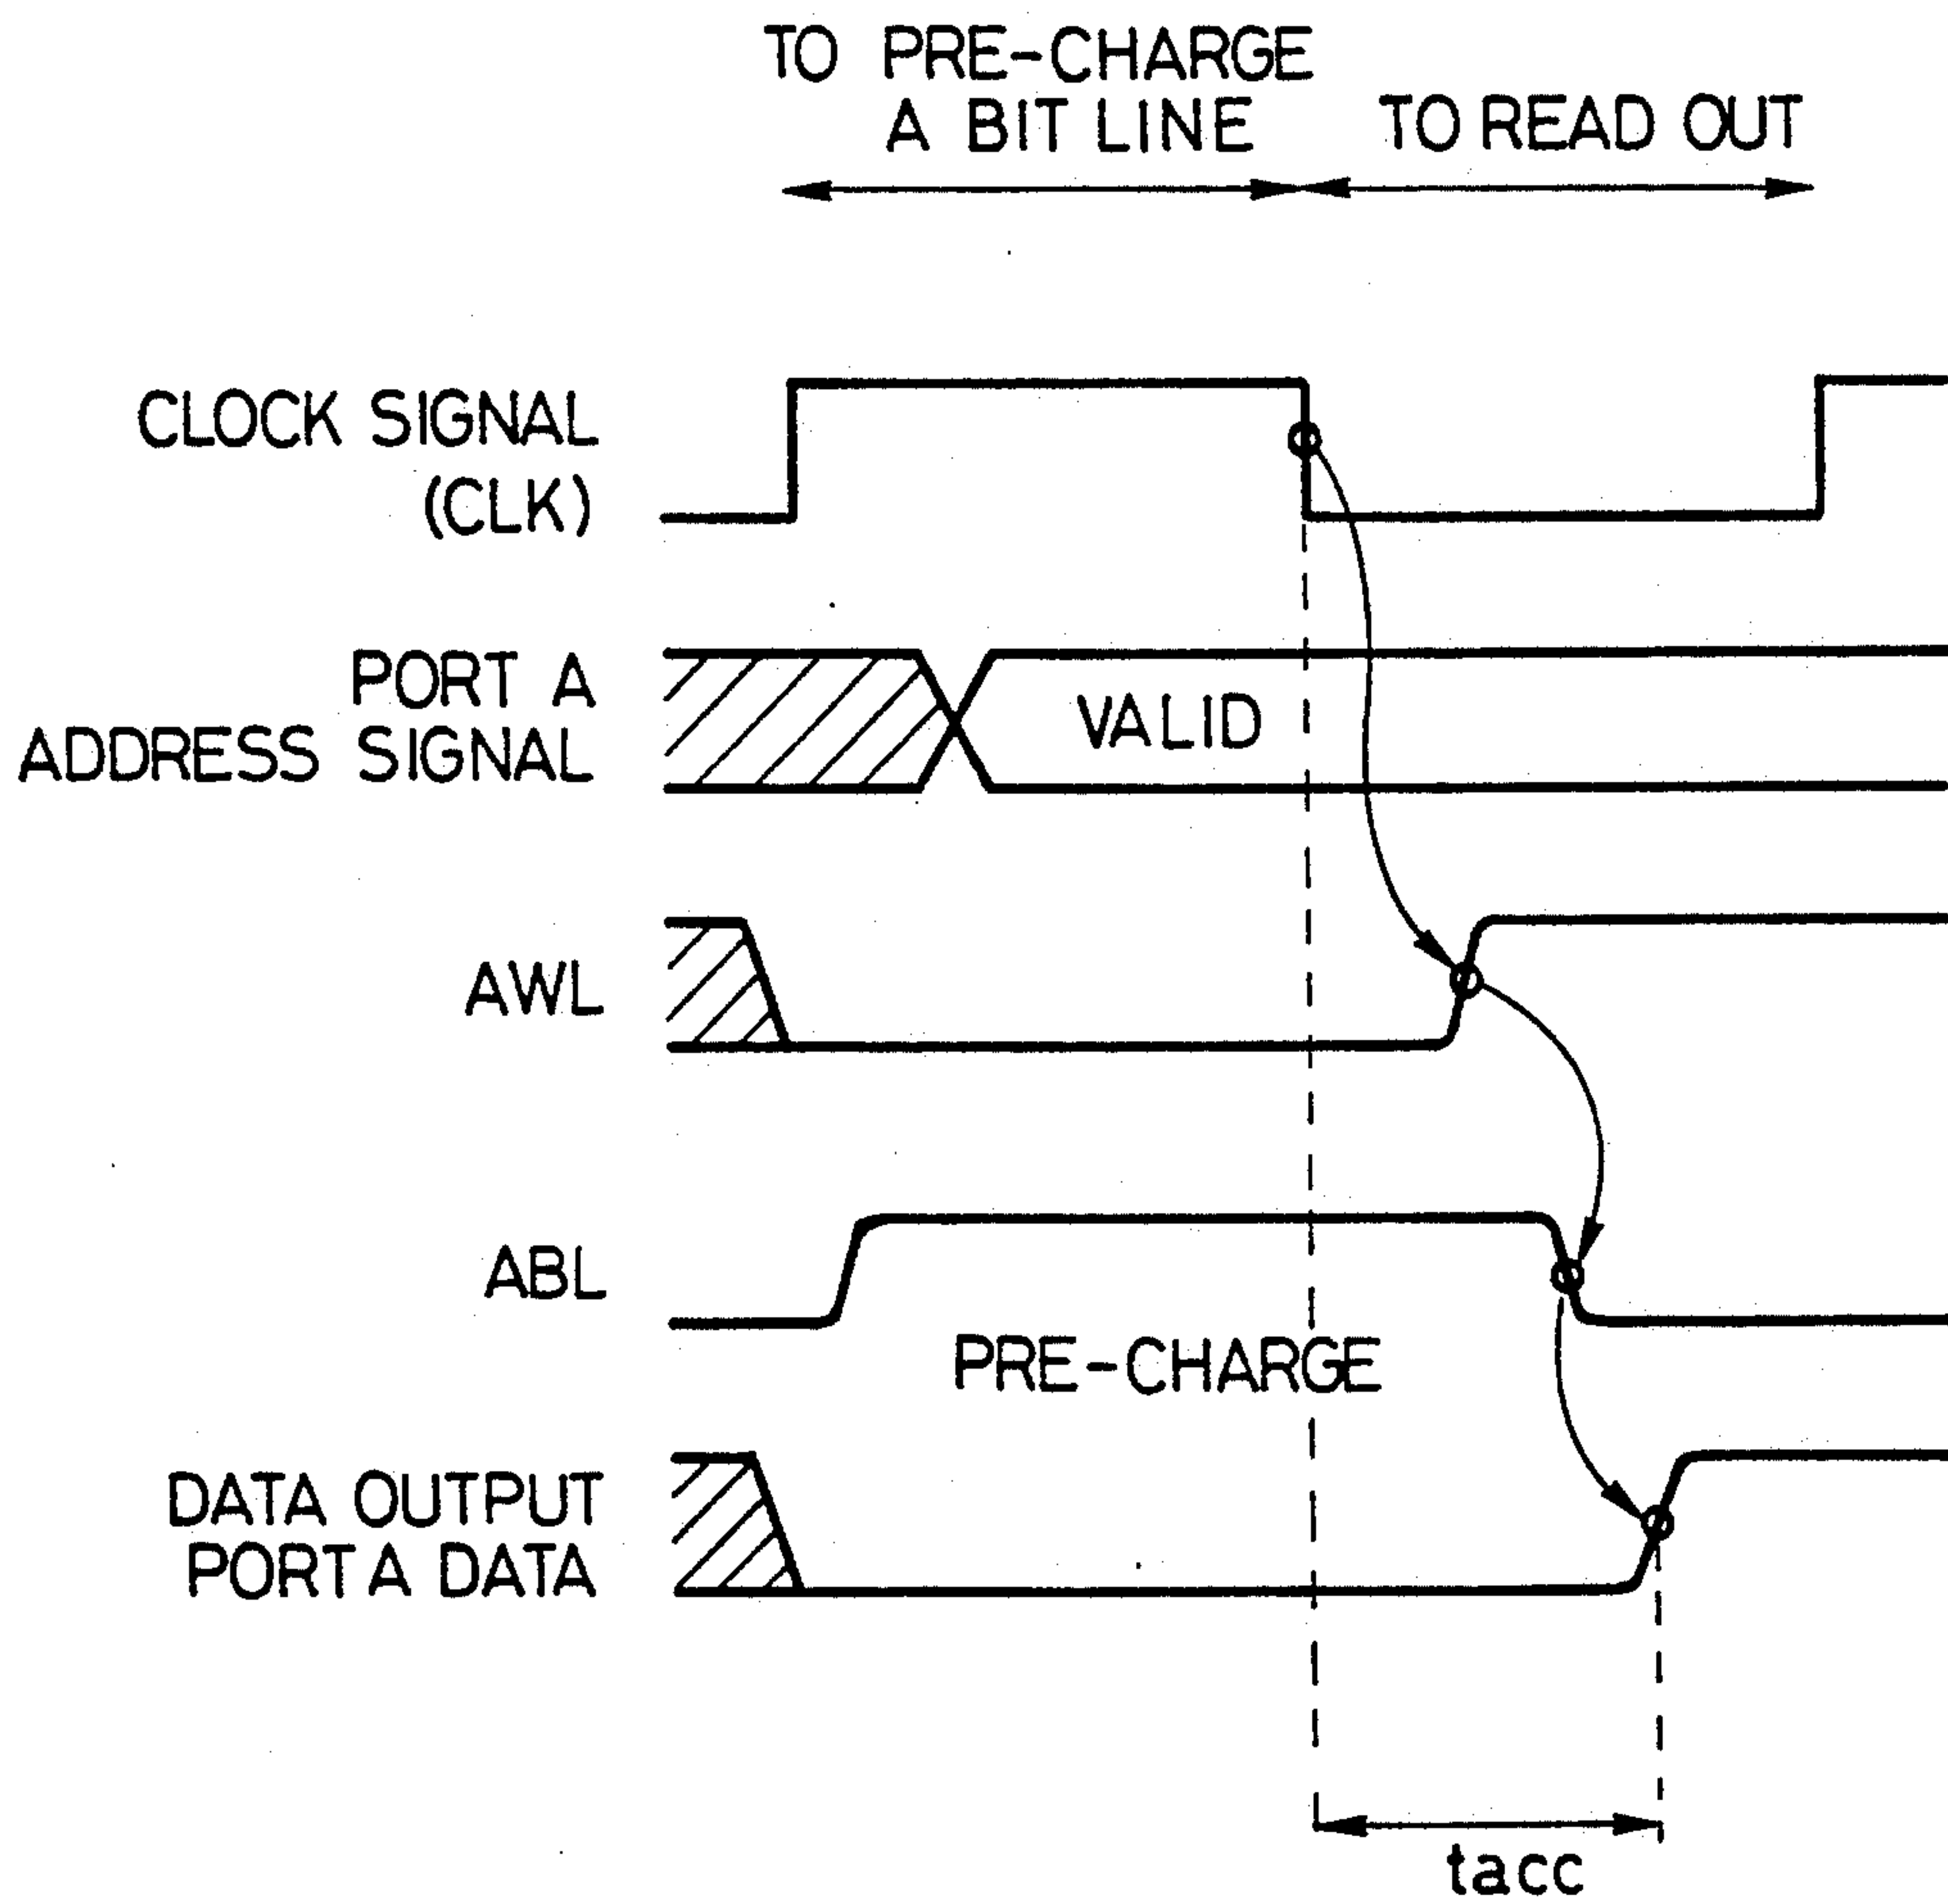 TO PRE-CHARGE
A BIT LINE
TO READ OUT
CLOCK SIGNAL
(CLK)
PORT A
ADDRESS SIGNAL
VALID
AWL
ABL
PRE-CHARGE
DATA OUTPUT
PORT A DATA
tacc